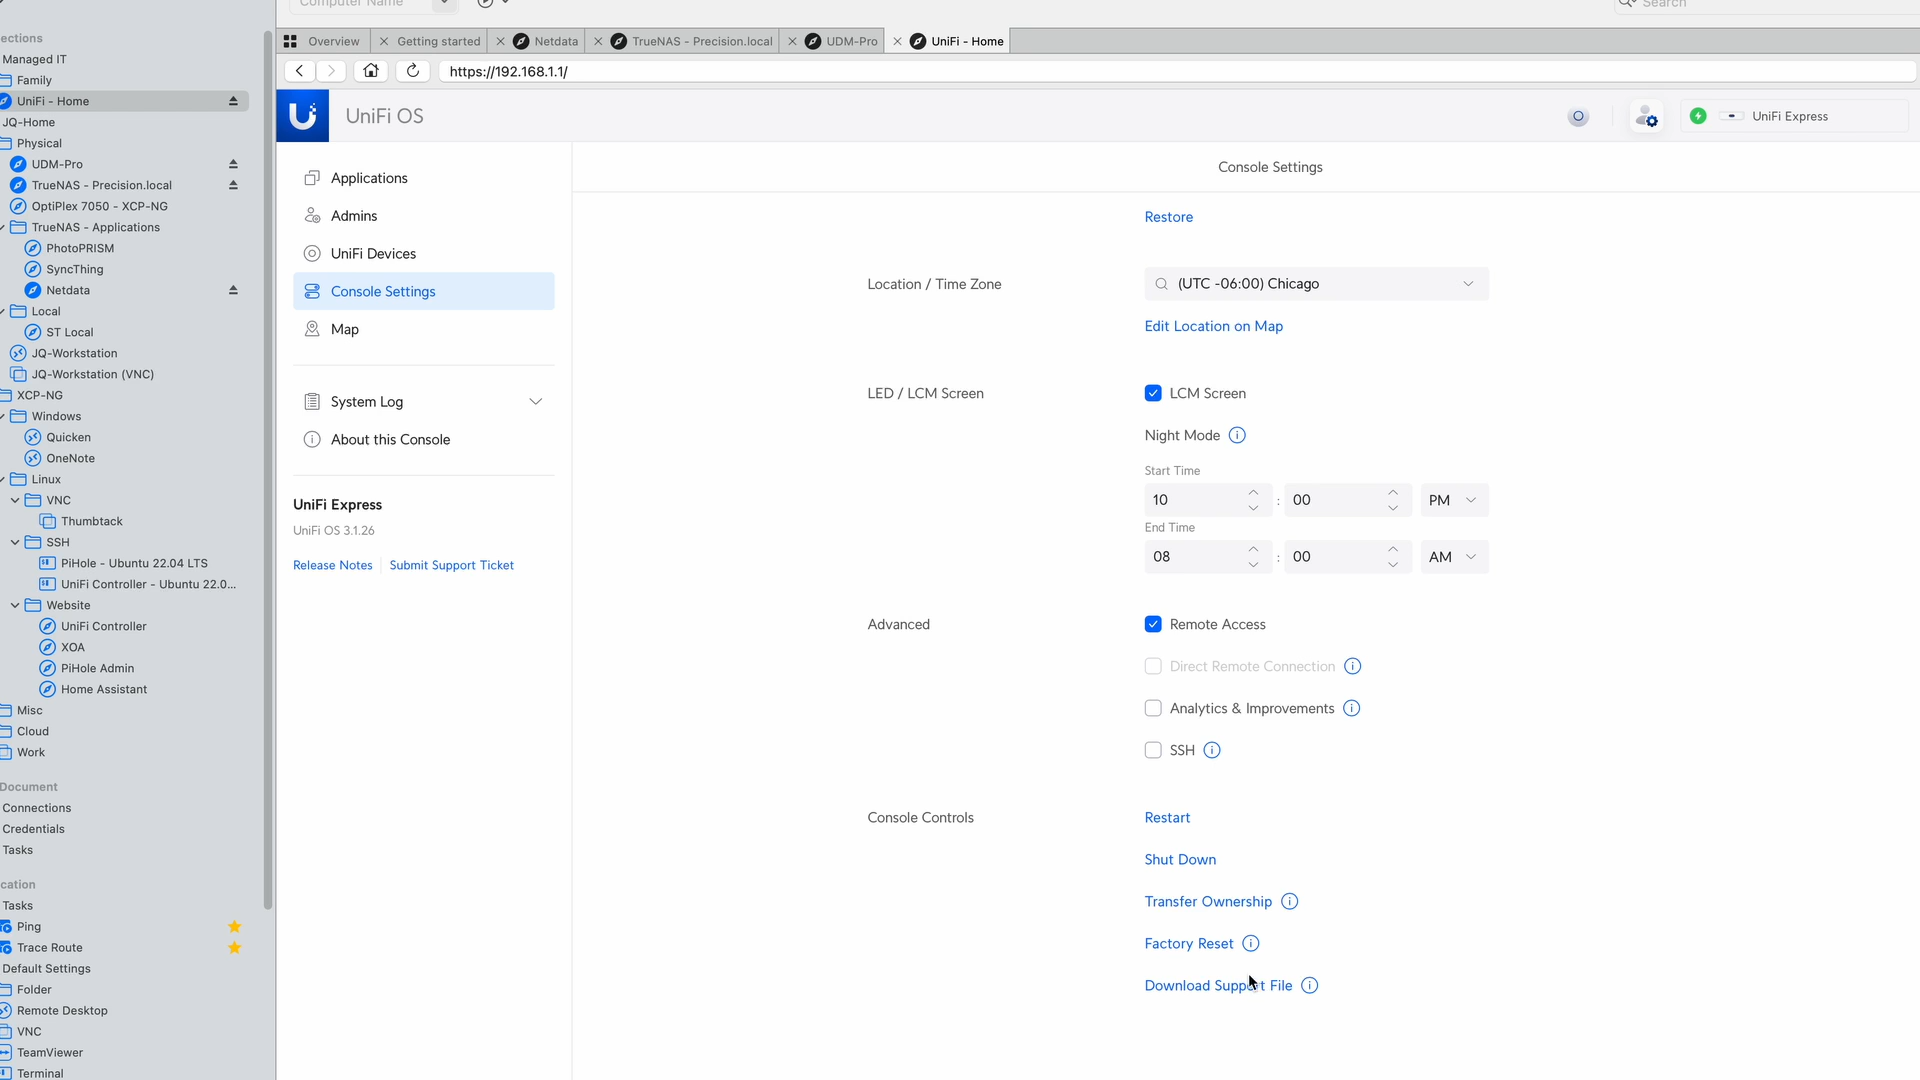 Computer Name
Search
ections
Managed IT
Family
UniFi - Home
JQ-Home
Physical
UDM-Pro
TrueNAS - Precision.local
OptiPlex 7050 - XCP-NG
TrueNAS - Applications
PhotoPRISM
SyncThing
Netdata
Local
ST Local
JQ-Workstation
JQ-Workstation (VNC)
XCP-NG
Windows
Quicken
OneNote
Linux
VNC
Thumbtack
SSH
PiHole - Ubuntu 22.04 LTS
UniFi Controller - Ubuntu 22.0...
Website
UniFi Controller
XOA
PiHole Admin
Home Assistant
Misc
Cloud
Work
Document
Connections
Credentials
Tasks
cation
Tasks
Ping
Trace Route
Default Settings
Folder
Remote Desktop
VNC
TeamViewer
Terminal
Overview
Getting started
Netdata
TrueNAS - Precision.local
UDM-Pro
UniFi - Home
https://192.168.1.1/
UniFi OS
UniFi Express
Applications
Admins
UniFi Devices
Console Settings
Map
System Log
About this Console
UniFi Express
UniFi OS 3.1.26
Release Notes
Submit Support Ticket
Console Settings
Restore
Location / Time Zone
(UTC -06:00) Chicago
Edit Location on Map
LED / LCM Screen
LCM Screen
Night Mode
Start Time
10 : 00 PM
End Time
08 : 00 AM
Advanced
Remote Access
Direct Remote Connection
Analytics & Improvements
SSH
Console Controls
Restart
Shut Down
Transfer Ownership
Factory Reset
Download Support File